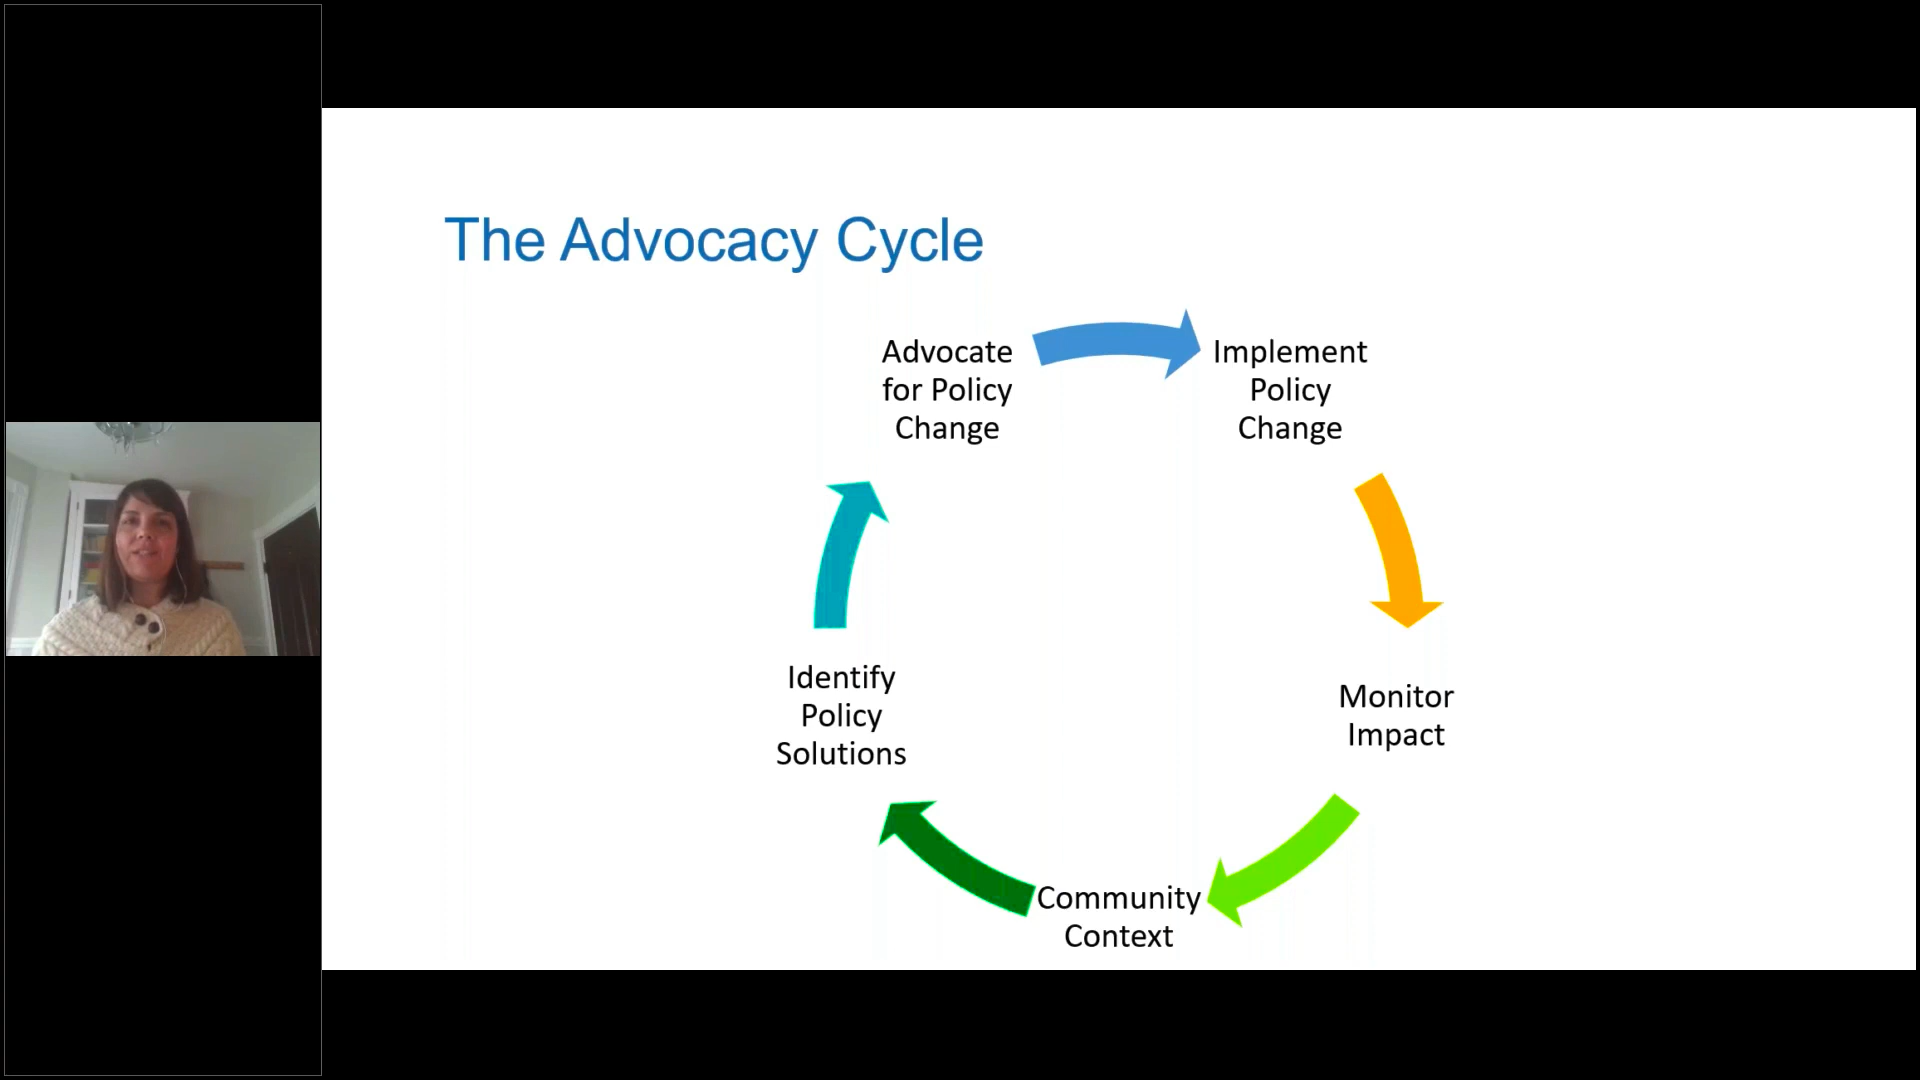 The Advocacy Cycle
Advocate
for Policy
Change
Implement
Policy
Change
Monitor
Impact
Community
Context
Identify
Policy
Solutions